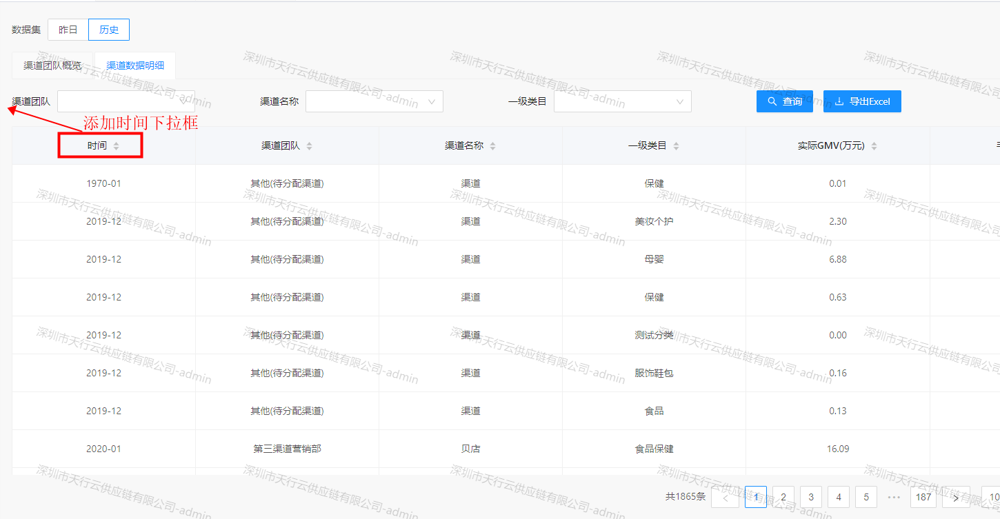 数据集 昨日 历史
渠道团队概览 渠道数据明细
渠道团队 渠道名称 一级类目 查询 导出Excel
添加时间下拉框
时间 渠道团队 渠道名称 一级类目 实际GMV(万元)
1970-01 其他(待分配渠道) 渠道 保健 0.01
2019-12 其他(待分配渠道) 渠道 美妆个护 2.30
2019-12 其他(待分配渠道) 渠道 母婴 6.88
2019-12 其他(待分配渠道) 渠道 保健 0.63
2019-12 其他(待分配渠道) 渠道 测试分类 0.00
2019-12 其他(待分配渠道) 渠道 服饰鞋包 0.16
2019-12 其他(待分配渠道) 渠道 食品 0.13
2020-01 第三渠道营销部 贝店 食品保健 16.09
共1865条 < 1 2 3 4 5 ••• 187 > 10
深圳市天行云供应链有限公司-admin